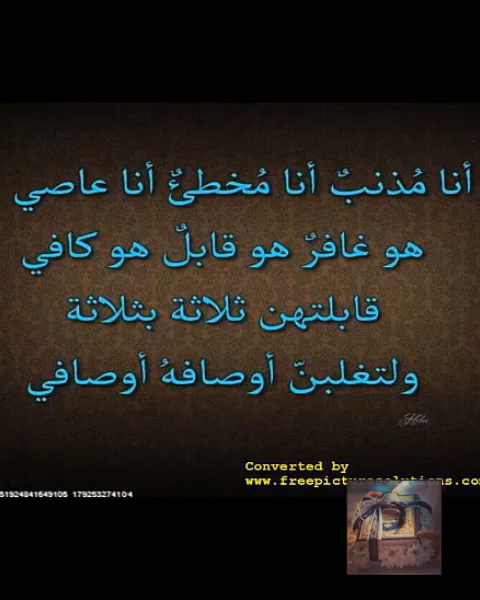 أنا مُذنبٌ أنا مُخطئٌ أنا عاصي
هو غافرٌ هو قابلٌ هو كافي
قابلتهن ثلاثة بثلاثة
ولتغلبنّ أوصافهُ أوصافي
Converted by
www.freepicturesolutions.com
51924841649105 179253274104